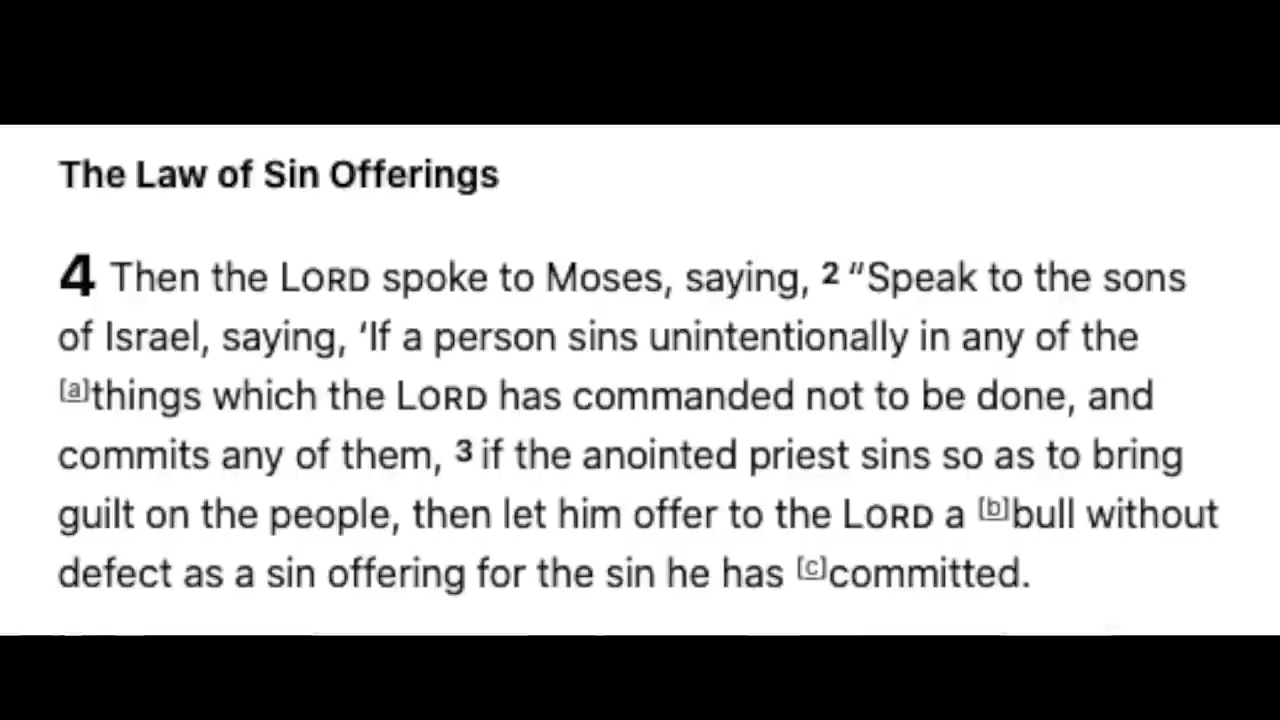 The Law of Sin Offerings
4 Then the LORD spoke to Moses, saying, 2 “Speak to the sons
of Israel, saying, ‘If a person sins unintentionally in any of the
[a]things which the LORD has commanded not to be done, and
commits any of them, 3 if the anointed priest sins so as to bring
guilt on the people, then let him offer to the LORD a [b]bull without
defect as a sin offering for the sin he has [c]committed.